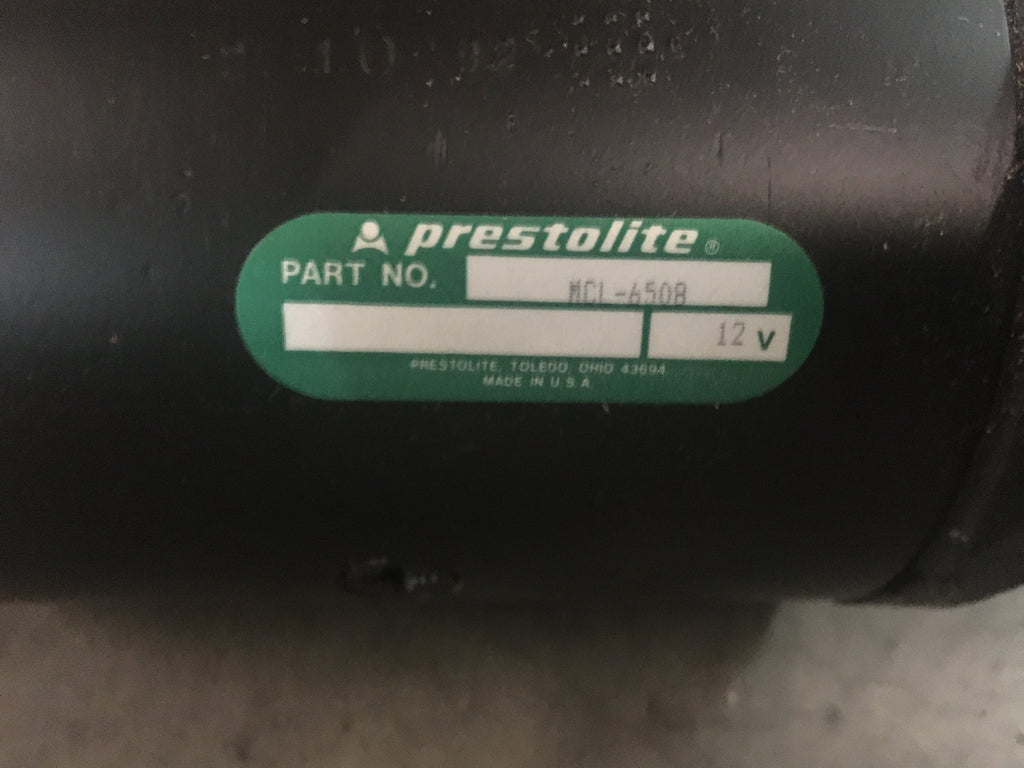 prestolite ®
PART NO. MCL-6508
12 V
PRESTOLITE, TOLEDO, OHIO 43694
MADE IN U.S.A.